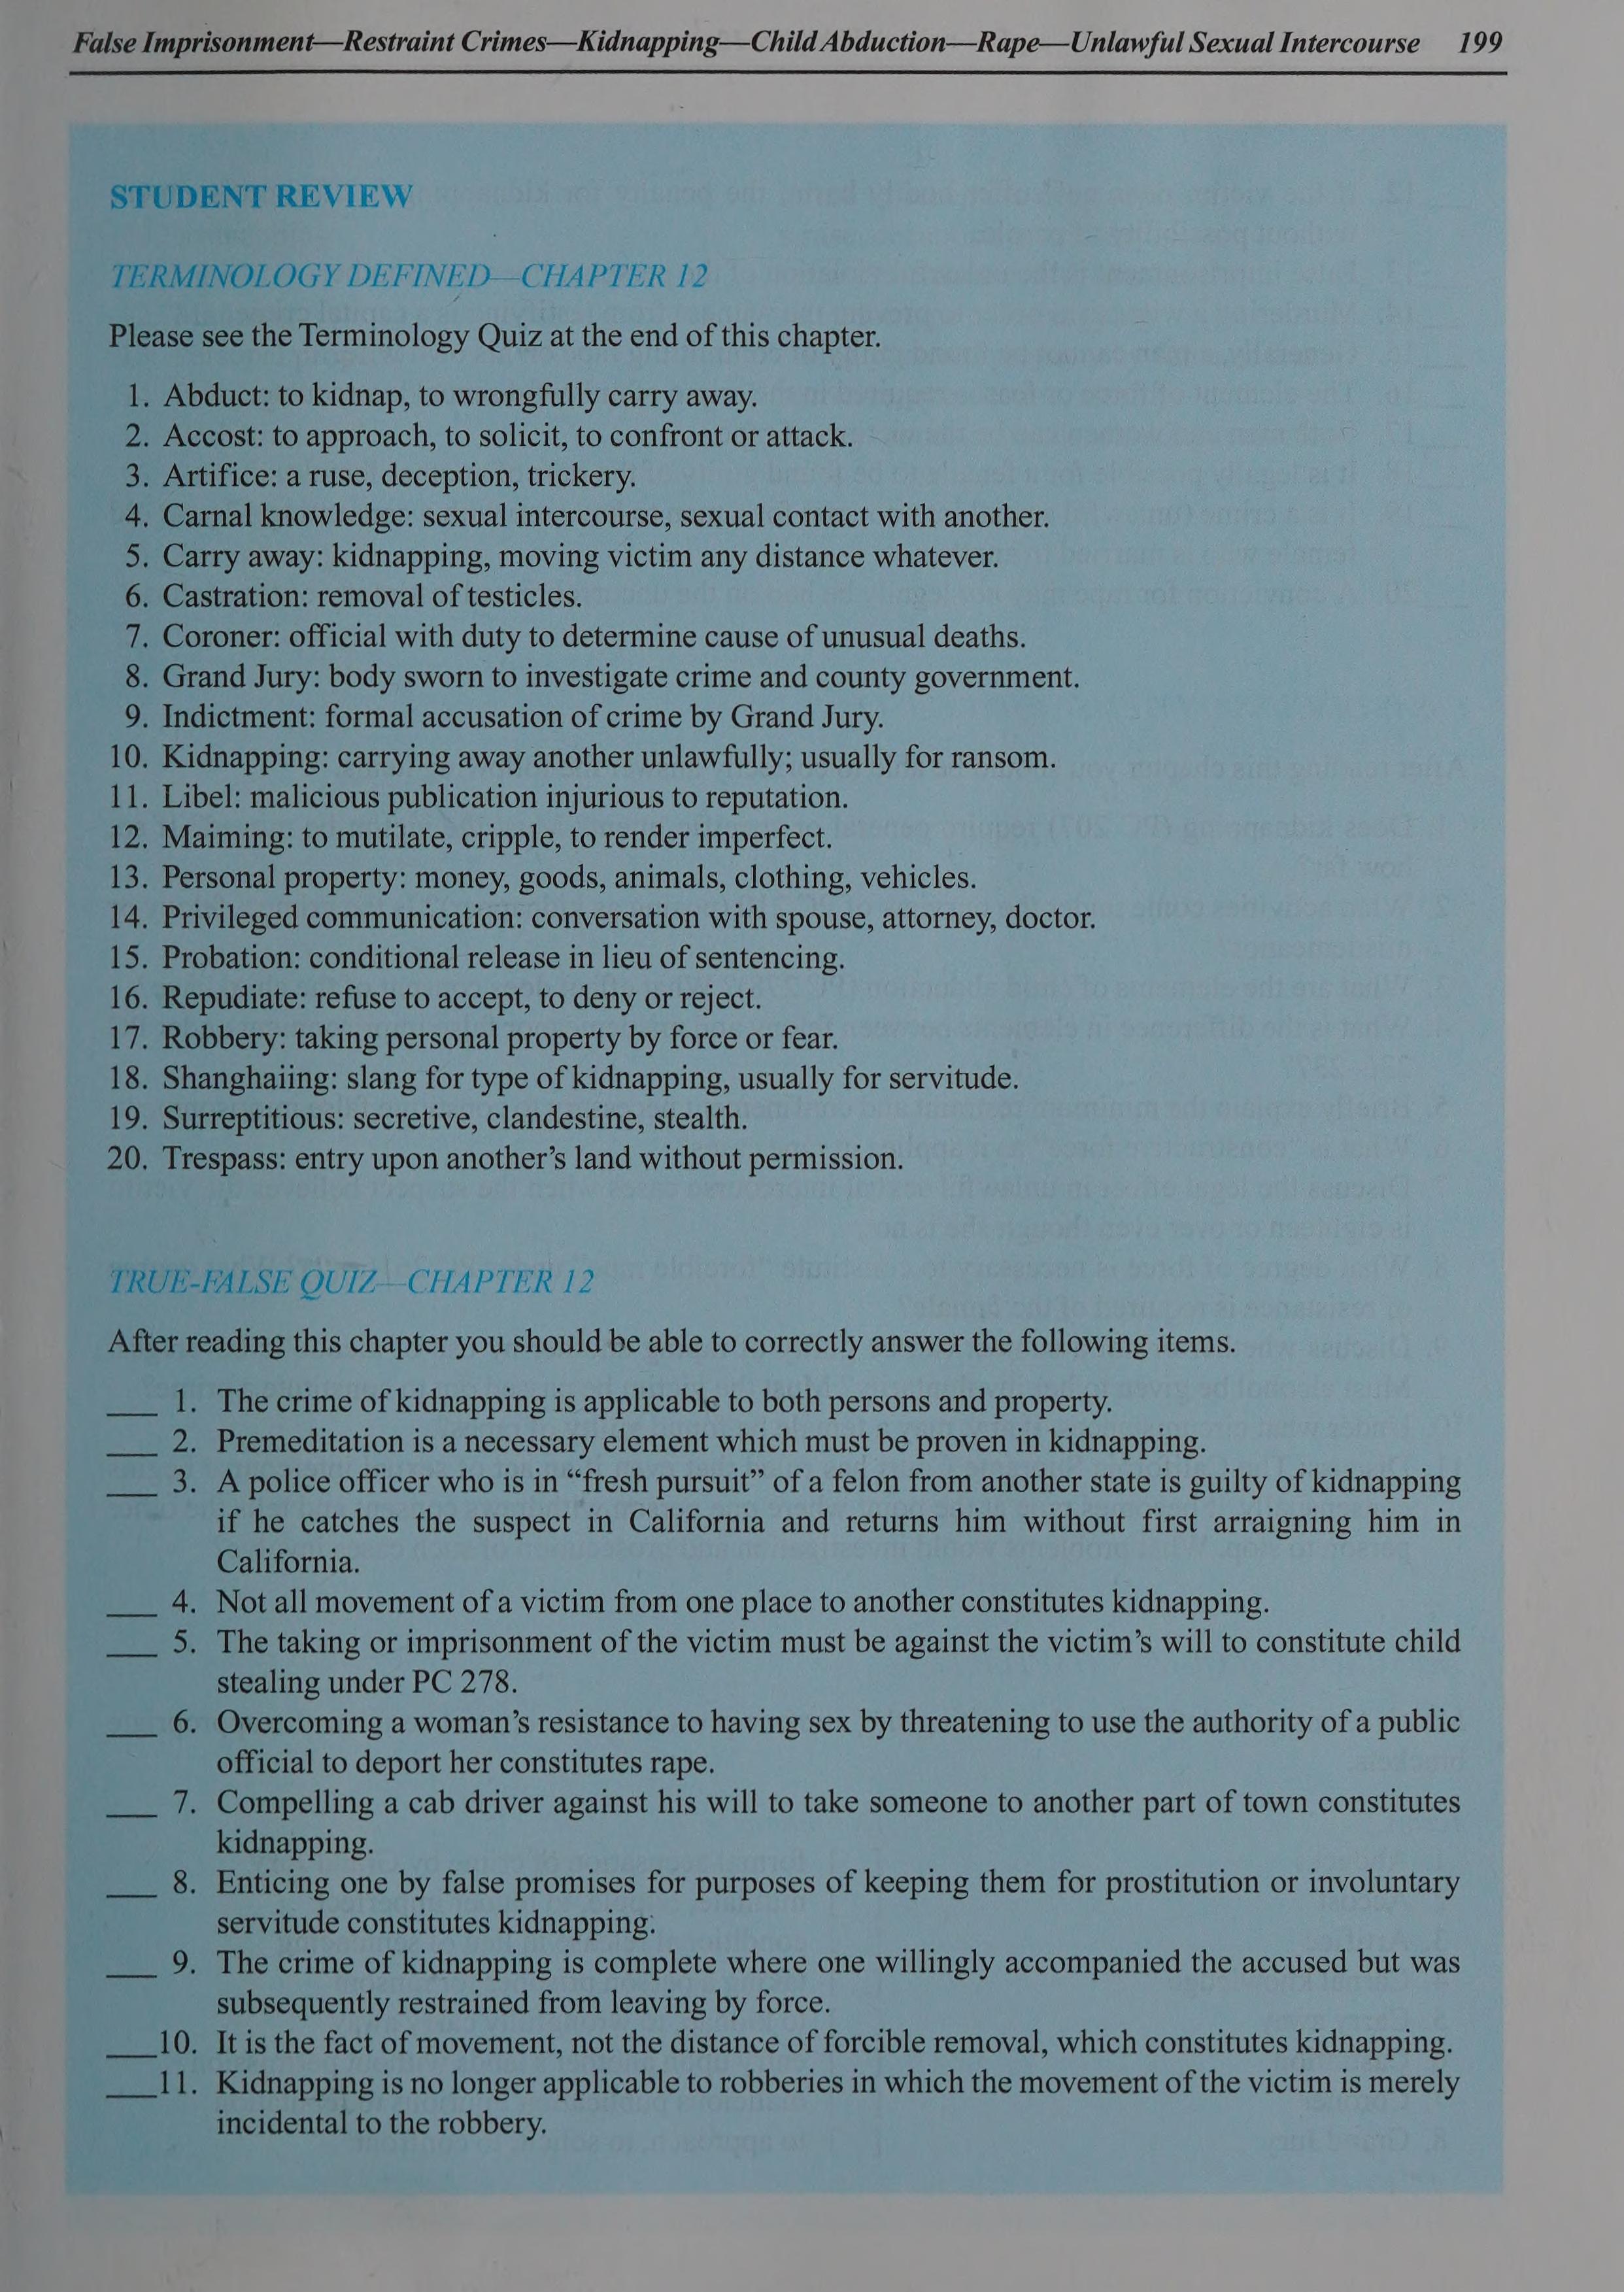 False Imprisonment—Restraint Crimes—Kidnapping—Child Abduction—Rape—Unlawful Sexual Intercourse 199
STUDENT REVIEW
TERMINOLOGY DEFINED—CHAPTER 12
Please see the Terminology Quiz at the end of this chapter.
1. Abduct: to kidnap, to wrongfully carry away.
2. Accost: to approach, to solicit, to confront or attack.
3. Artifice: a ruse, deception, trickery.
4. Carnal knowledge: sexual intercourse, sexual contact with another.
5. Carry away: kidnapping, moving victim any distance whatever.
6. Castration: removal of testicles.
7. Coroner: official with duty to determine cause of unusual deaths.
8. Grand Jury: body sworn to investigate crime and county government.
9. Indictment: formal accusation of crime by Grand Jury.
10. Kidnapping: carrying away another unlawfully; usually for ransom.
11. Libel: malicious publication injurious to reputation.
12. Maiming: to mutilate, cripple, to render imperfect.
13. Personal property: money, goods, animals, clothing, vehicles.
14. Privileged communication: conversation with spouse, attorney, doctor.
15. Probation: conditional release in lieu of sentencing.
16. Repudiate: refuse to accept, to deny or reject.
17. Robbery: taking personal property by force or fear.
18. Shanghaiing: slang for type of kidnapping, usually for servitude.
19. Surreptitious: secretive, clandestine, stealth.
20. Trespass: entry upon another's land without permission.
TRUE-FALSE QUIZ—CHAPTER 12
After reading this chapter you should be able to correctly answer the following items.
___ 1. The crime of kidnapping is applicable to both persons and property.
___ 2. Premeditation is a necessary element which must be proven in kidnapping.
___ 3. A police officer who is in “fresh pursuit” of a felon from another state is guilty of kidnapping
if he catches the suspect in California and returns him without first arraigning him in
California.
___ 4. Not all movement of a victim from one place to another constitutes kidnapping.
___ 5. The taking or imprisonment of the victim must be against the victim's will to constitute child
stealing under PC 278.
___ 6. Overcoming a woman's resistance to having sex by threatening to use the authority of a public
official to deport her constitutes rape.
___ 7. Compelling a cab driver against his will to take someone to another part of town constitutes
kidnapping.
___ 8. Enticing one by false promises for purposes of keeping them for prostitution or involuntary
servitude constitutes kidnapping.
___ 9. The crime of kidnapping is complete where one willingly accompanied the accused but was
subsequently restrained from leaving by force.
___10. It is the fact of movement, not the distance of forcible removal, which constitutes kidnapping.
___11. Kidnapping is no longer applicable to robberies in which the movement of the victim is merely
incidental to the robbery.